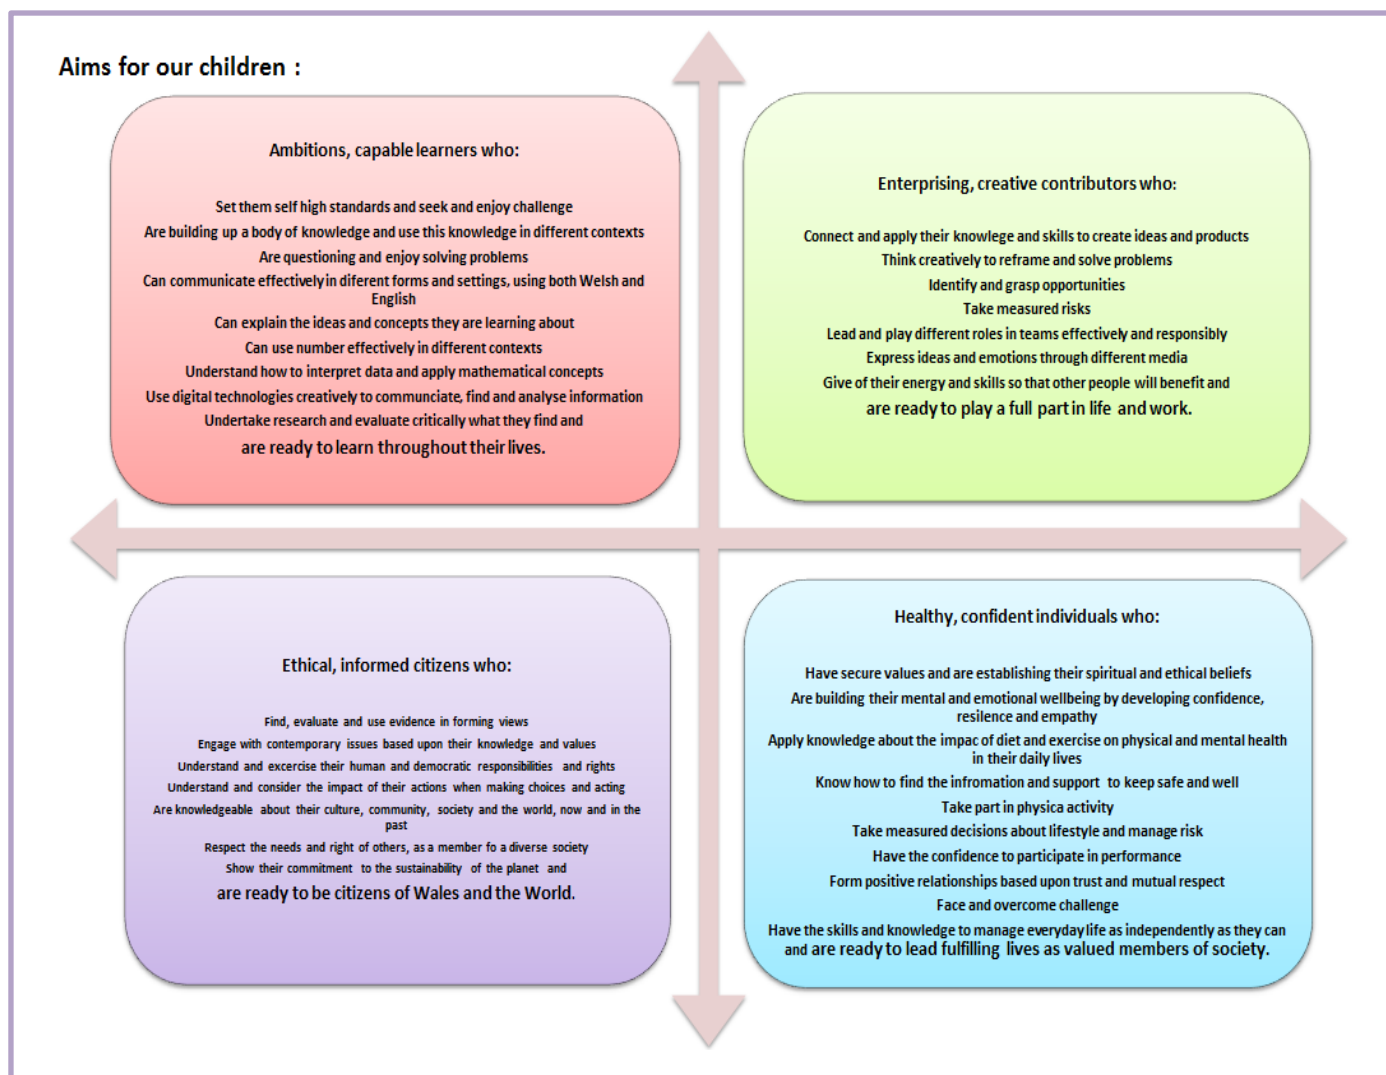 Aims for our children :
Ambitions, capable learners who:
Set them self high standards and seek and enjoy challenge
Are building up a body of knowledge and use this knowledge in different contexts
Are questioning and enjoy solving problems
Can communicate effectively in diferent forms and settings, using both Welsh and
English
Can explain the ideas and concepts they are learning about
Can use number effectively in different contexts
Understand how to interpret data and apply mathematical concepts
Use digital technologies creatively to communciate, find and analyse information
Undertake research and evaluate critically what they find and
are ready to learn throughout their lives.
Enterprising, creative contributors who:
Connect and apply their knowlege and skills to create ideas and products
Think creatively to reframe and solve problems
Identify and grasp opportunities
Take measured risks
Lead and play different roles in teams effectively and responsibly
Express ideas and emotions through different media
Give of their energy and skills so that other people will benefit and
are ready to play a full part in life and work.
Ethical, informed citizens who:
Find, evaluate and use evidence in forming views
Engage with contemporary issues based upon their knowledge and values
Understand and excercise their human and democratic responsibilities and rights
Understand and consider the impact of their actions when making choices and acting
Are knowledgeable about their culture, community, society and the world, now and in the
past
Respect the needs and right of others, as a member fo a diverse society
Show their commitment to the sustainability of the planet and
are ready to be citizens of Wales and the World.
Healthy, confident individuals who:
Have secure values and are establishing their spiritual and ethical beliefs
Are building their mental and emotional wellbeing by developing confidence,
resilence and empathy
Apply knowledge about the impac of diet and exercise on physical and mental health
in their daily lives
Know how to find the infromation and support to keep safe and well
Take part in physica activity
Take measured decisions about lifestyle and manage risk
Have the confidence to participate in performance
Form positive relationships based upon trust and mutual respect
Face and overcome challenge
Have the skills and knowledge to manage everyday life as independently as they can
and are ready to lead fulfilling lives as valued members of society.